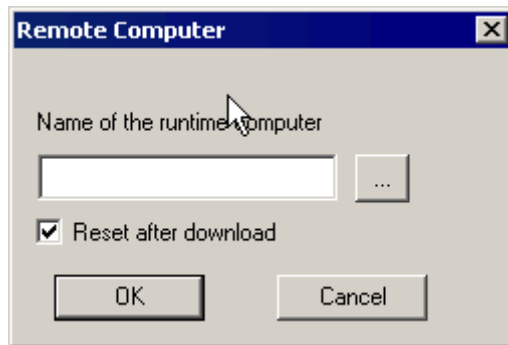 Remote Computer
Name of the runtime computer
...
Reset after download
OK
Cancel